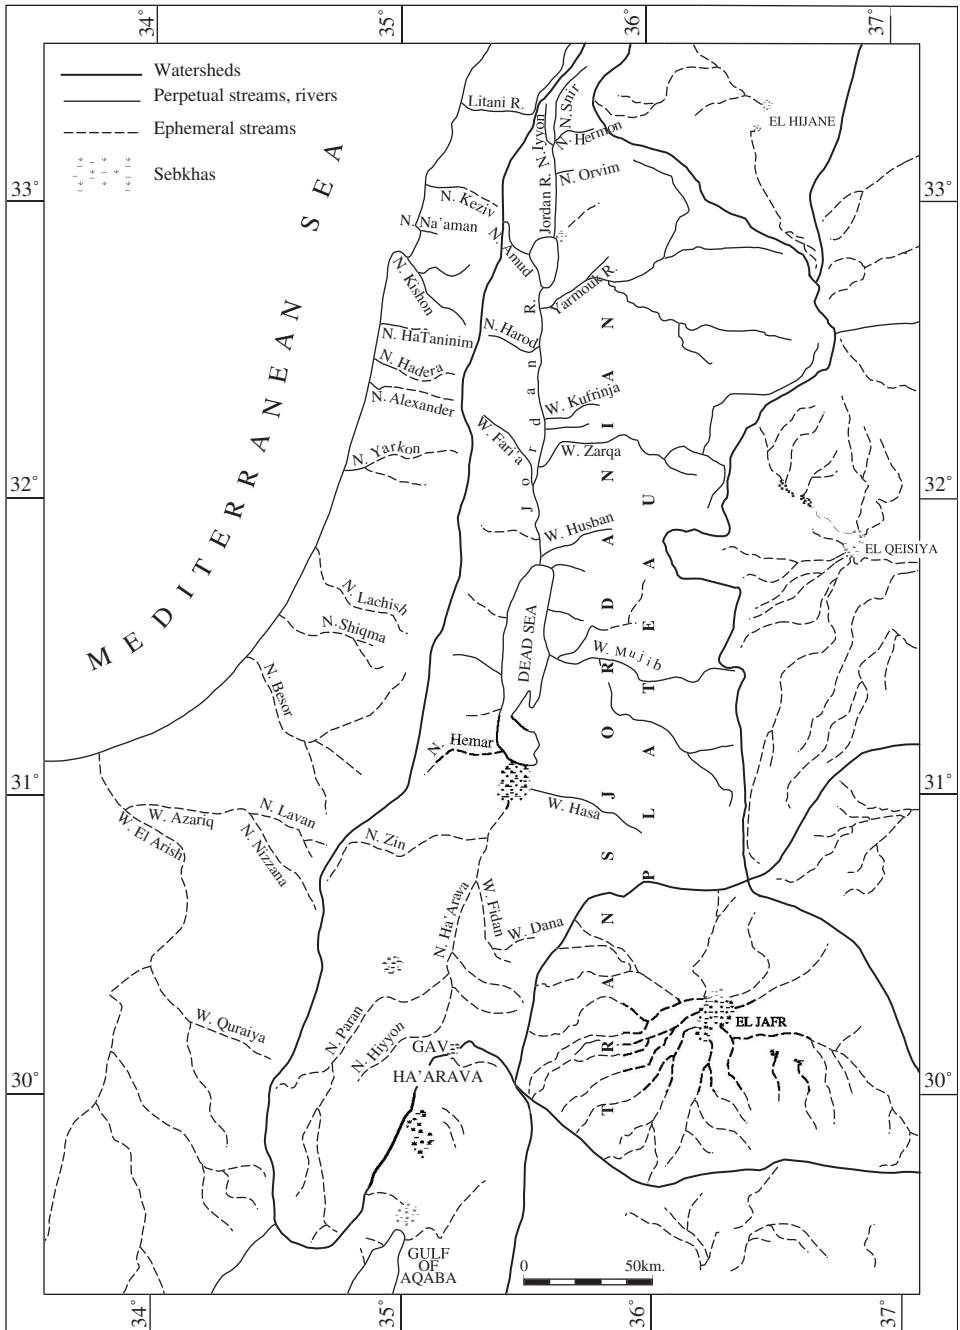 34°
35°
36°
37°
Watersheds
Perpetual streams, rivers
Ephemeral streams
Sebkhas
MEDITERRANEAN SEA
Litani R.
N. Iyyon
N. Snir
N. Hermon
EL HIJANE
33°
33°
N. Orvim
Jordan R.
N. Keziv
N. Na'aman
N. Amud
N. Kishon
Yarmouk R.
N. HaTaninim
N. Harod
Jordan R.
N. Hadera
N. Alexander
W. Kufrinja
W. Fari'a
N. Yarkon
W. Zarqa
32°
32°
W. Husban
EL QEISIYA
N. Lachish
N. Shiqma
DEAD SEA
W. Mujib
N. Besor
N. Hemar
TRANSJORDANIAN
PLATEAU
31°
31°
W. Hasa
N. Lavan
W. Azariq
W. El Arish
N. Nizzana
N. Zin
N. Ha'Arava
W. Fidan
W. Dana
W. Quraiya
N. Paran
N. Hiyyon
EL JAFR
GAV
HA'ARAVA
30°
30°
GULF
OF
AQABA
0
50km.
34°
35°
36°
37°